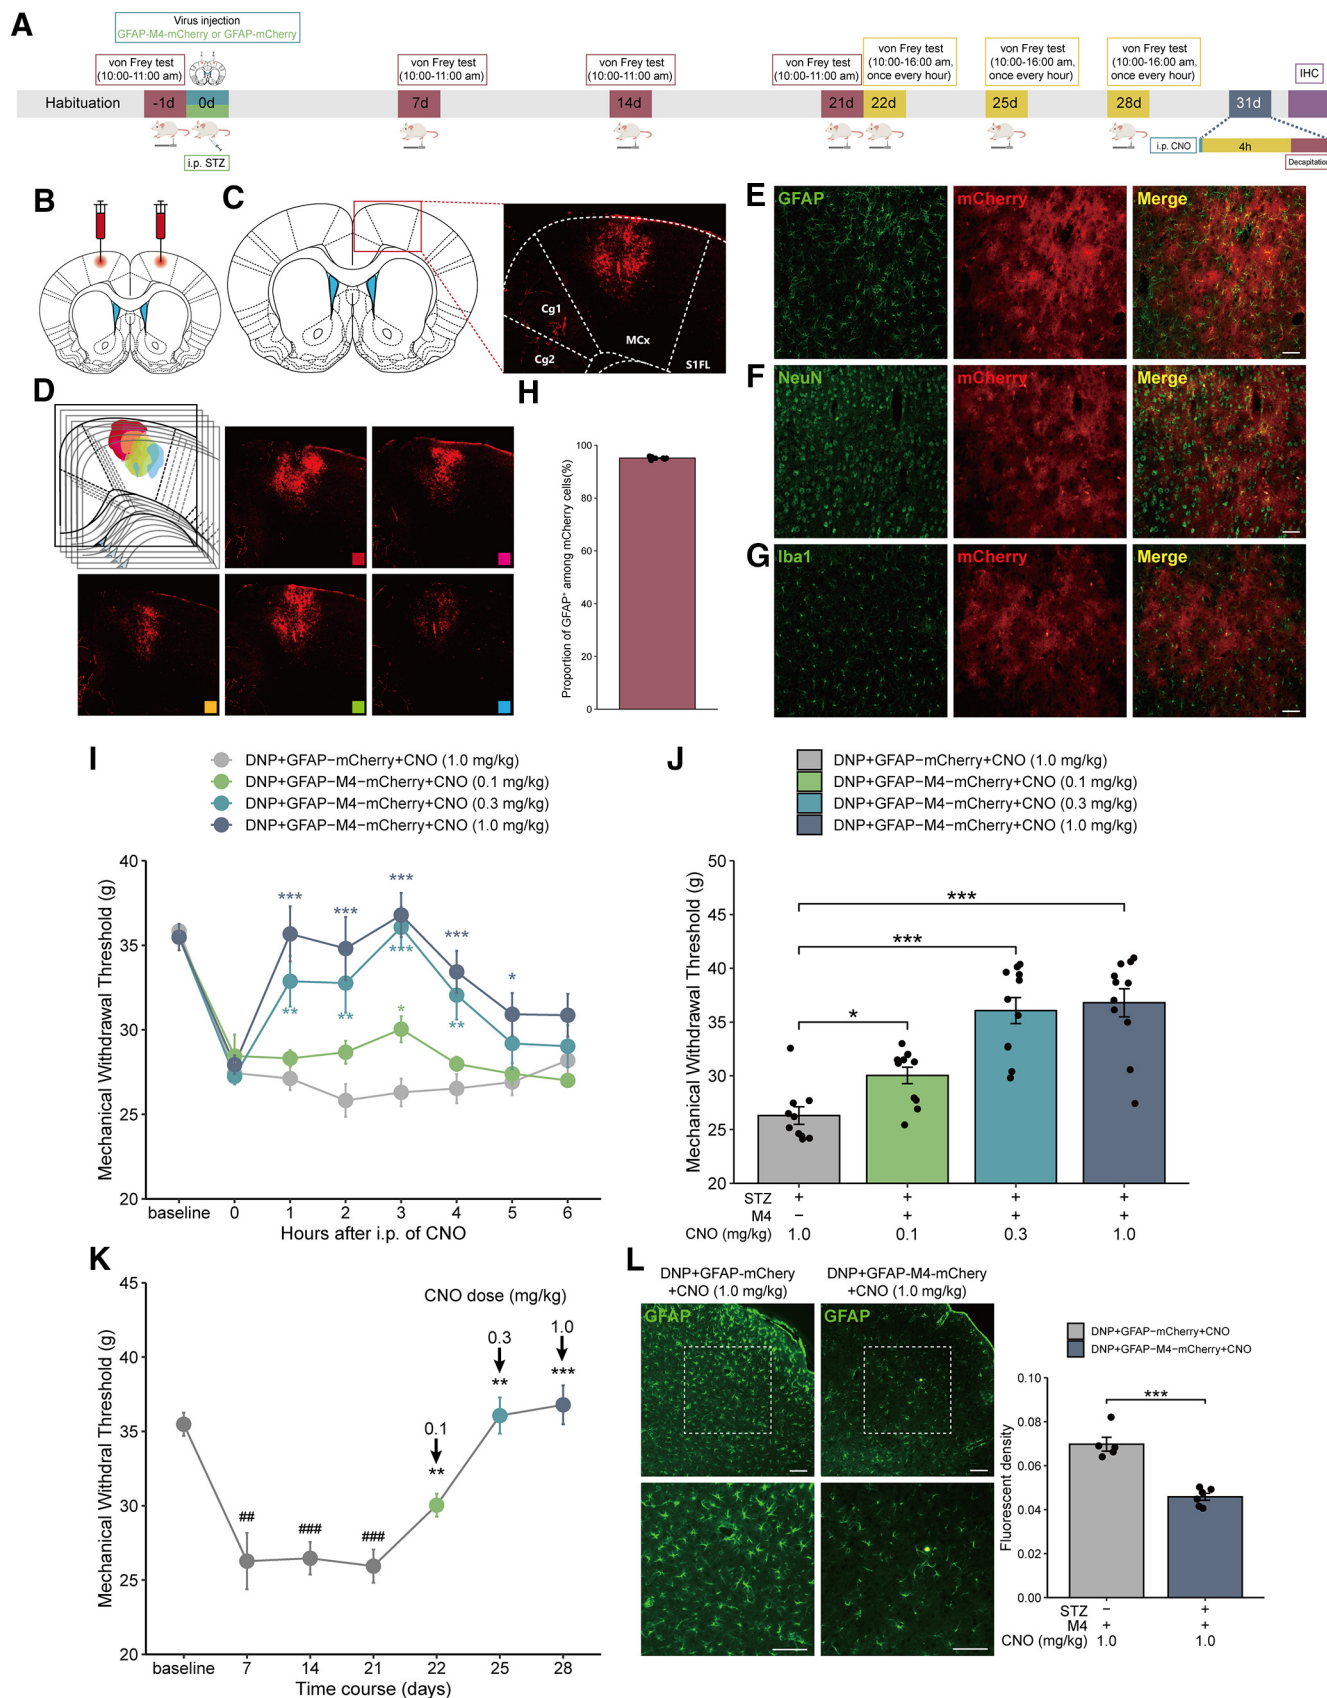 A
Virus injection
GFAP-M4-mCherry or GFAP-mCherry
von Frey test
(10:00-11:00 am)
von Frey test
(10:00-11:00 am)
von Frey test
(10:00-11:00 am)
von Frey test
(10:00-11:00 am)
von Frey test
(10:00-16:00 am,
once every hour)
von Frey test
(10:00-16:00 am,
once every hour)
von Frey test
(10:00-16:00 am,
once every hour)
IHC
Habituation
-1d
0d
7d
14d
21d
22d
25d
28d
31d
i.p. STZ
i.p. CNO
4h
Decapitation
B
C
Cg1
Cg2
MCx
S1FL
D
E
GFAP
mCherry
Merge
F
NeuN
mCherry
Merge
G
Iba1
mCherry
Merge
H
Proportion of GFAP⁺ among mCherry cells(%)
100
80
60
40
20
0
I
DNP+GFAP−mCherry+CNO (1.0 mg/kg)
DNP+GFAP−M4−mCherry+CNO (0.1 mg/kg)
DNP+GFAP−M4−mCherry+CNO (0.3 mg/kg)
DNP+GFAP−M4−mCherry+CNO (1.0 mg/kg)
Mechanical Withdrawal Threshold (g)
40
35
30
25
20
*** *** *** *** *
** ** *** **
*
baseline 0 1 2 3 4 5 6
Hours after i.p. of CNO
J
DNP+GFAP−mCherry+CNO (1.0 mg/kg)
DNP+GFAP−M4−mCherry+CNO (0.1 mg/kg)
DNP+GFAP−M4−mCherry+CNO (0.3 mg/kg)
DNP+GFAP−M4−mCherry+CNO (1.0 mg/kg)
Mechanical Withdrawal Threshold (g)
50
45
40
35
30
25
20
***
***
*
STZ + + + +
M4 − + + +
CNO (mg/kg) 1.0 0.1 0.3 1.0
K
Mechanical Withdral Threshold (g)
45
40
35
30
25
20
CNO dose (mg/kg)
0.1
0.3
1.0
## ### ### ** ** ***
baseline 7 14 21 22 25 28
Time course (days)
L
DNP+GFAP-mChery
+CNO (1.0 mg/kg)
DNP+GFAP-M4-mChery
+CNO (1.0 mg/kg)
GFAP
GFAP
DNP+GFAP−mCherry+CNO
DNP+GFAP−M4−mCherry+CNO
Fluorescent density
0.10
0.08
0.06
0.04
0.02
0.00
***
STZ − +
M4 + +
CNO (mg/kg) 1.0 1.0